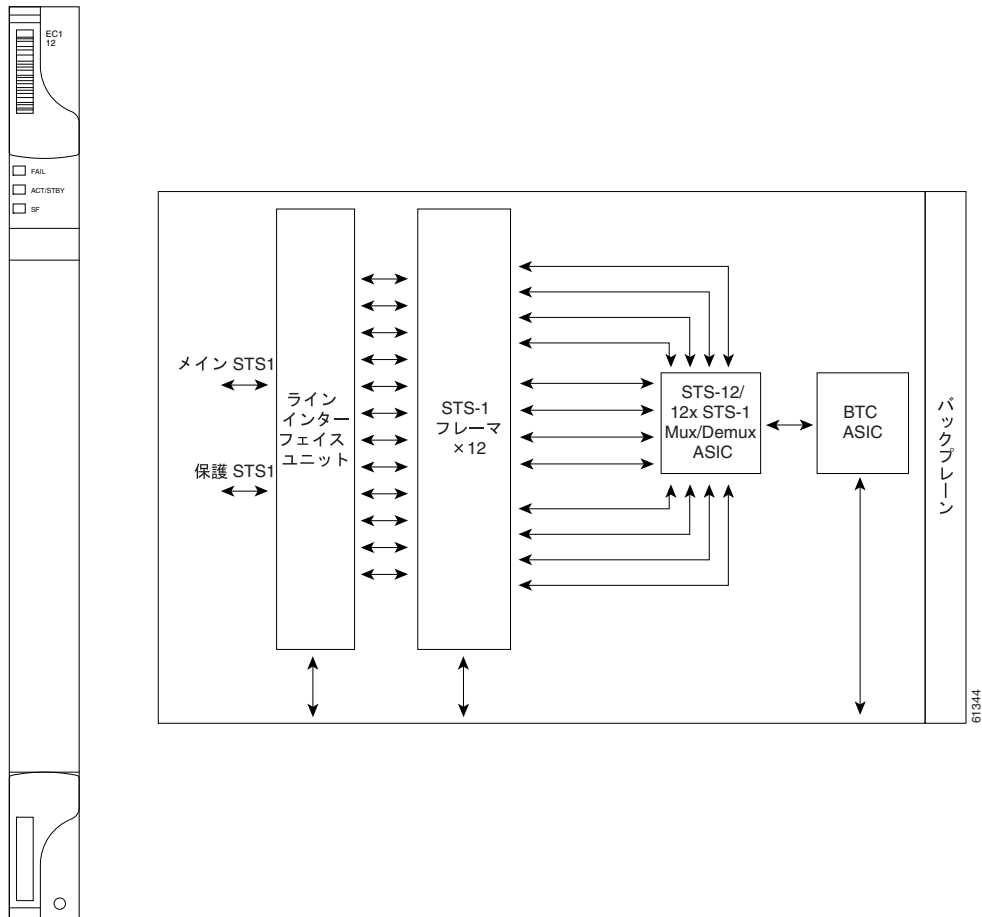 EC1
12
FAIL
ACT/STBY
SF
メイン STS1
保護 STS1
ライン
インター
フェイス
ユニット
STS-1
フレーマ
×12
STS-12/
12x STS-1
Mux/Demux
ASIC
BTC
ASIC
バックプレーン
61344